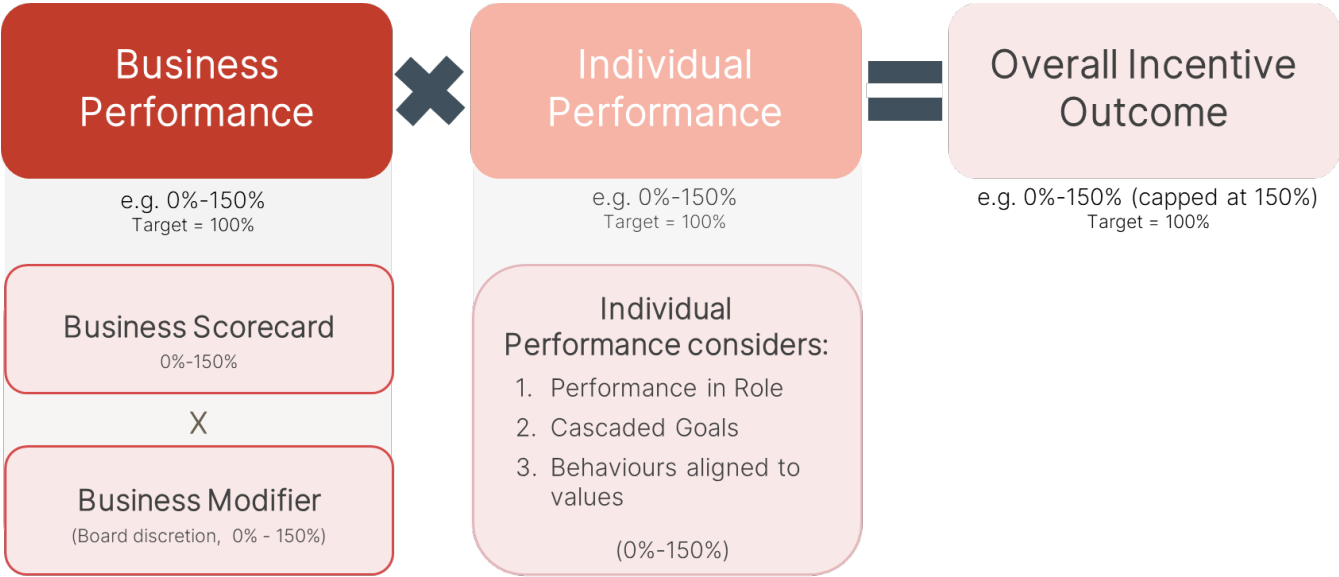 Business
Performance
e.g. 0%-150%
Target = 100%
Business Scorecard
0%-150%
X
Business Modifier
(Board discretion, 0% - 150%)
Individual
Performance
e.g. 0%-150%
Target = 100%
Individual
Performance considers:
1. Performance in Role
2. Cascaded Goals
3. Behaviours aligned to
values
(0%-150%)
Overall Incentive
Outcome
e.g. 0%-150% (capped at 150%)
Target = 100%